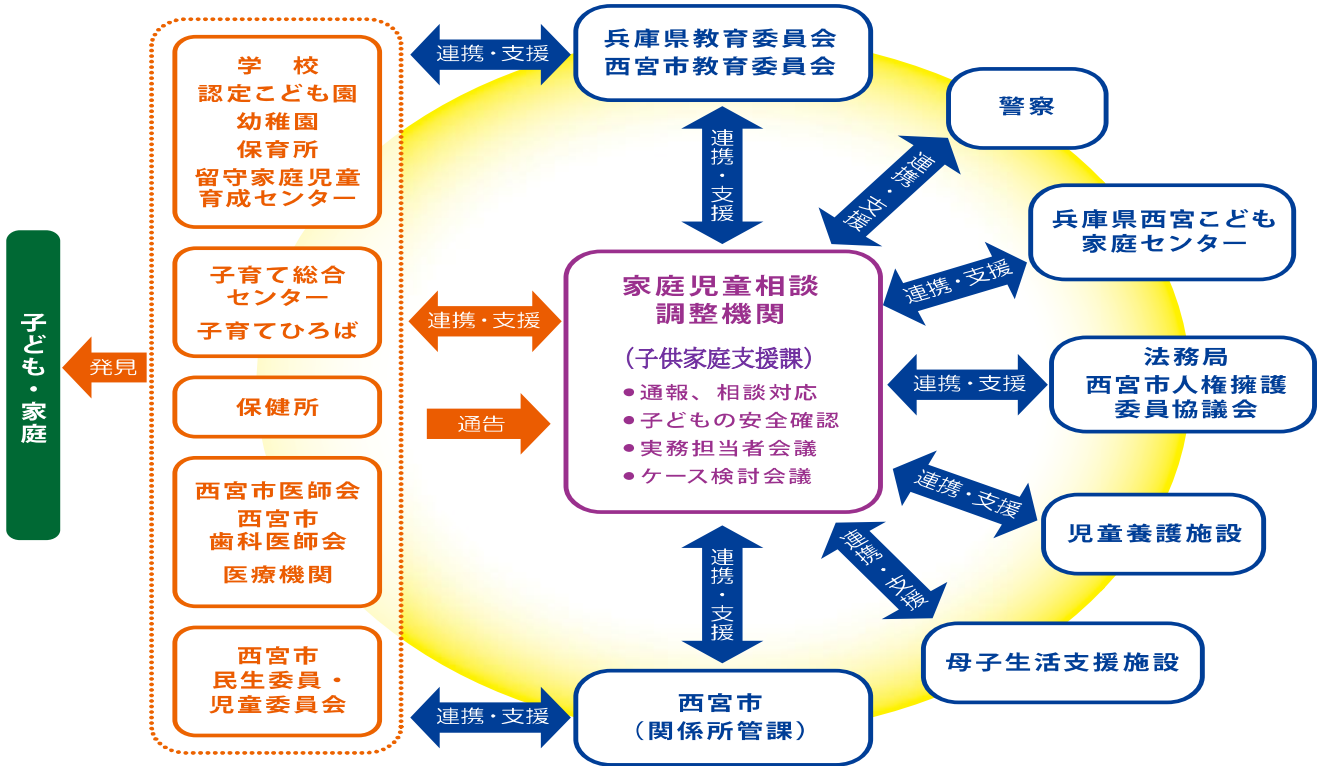 子ども・家庭
発見
学　校
認定こども園
幼稚園
保育所
留守家庭児童
育成センター
子育て総合
センター
子育てひろば
保健所
西宮市医師会
西宮市
歯科医師会
医療機関
西宮市
民生委員・
児童委員会
連携・支援
連携・支援
通告
連携・支援
兵庫県教育委員会
西宮市教育委員会
連携・支援
家庭児童相談
調整機関
（子供家庭支援課）
●通報、相談対応
●子どもの安全確認
●実務担当者会議
●ケース検討会議
連携・支援
西宮市
（関係所管課）
連携・支援
警察
連携・支援
兵庫県西宮こども
家庭センター
連携・支援
法務局
西宮市人権擁護
委員協議会
連携・支援
児童養護施設
連携・支援
母子生活支援施設